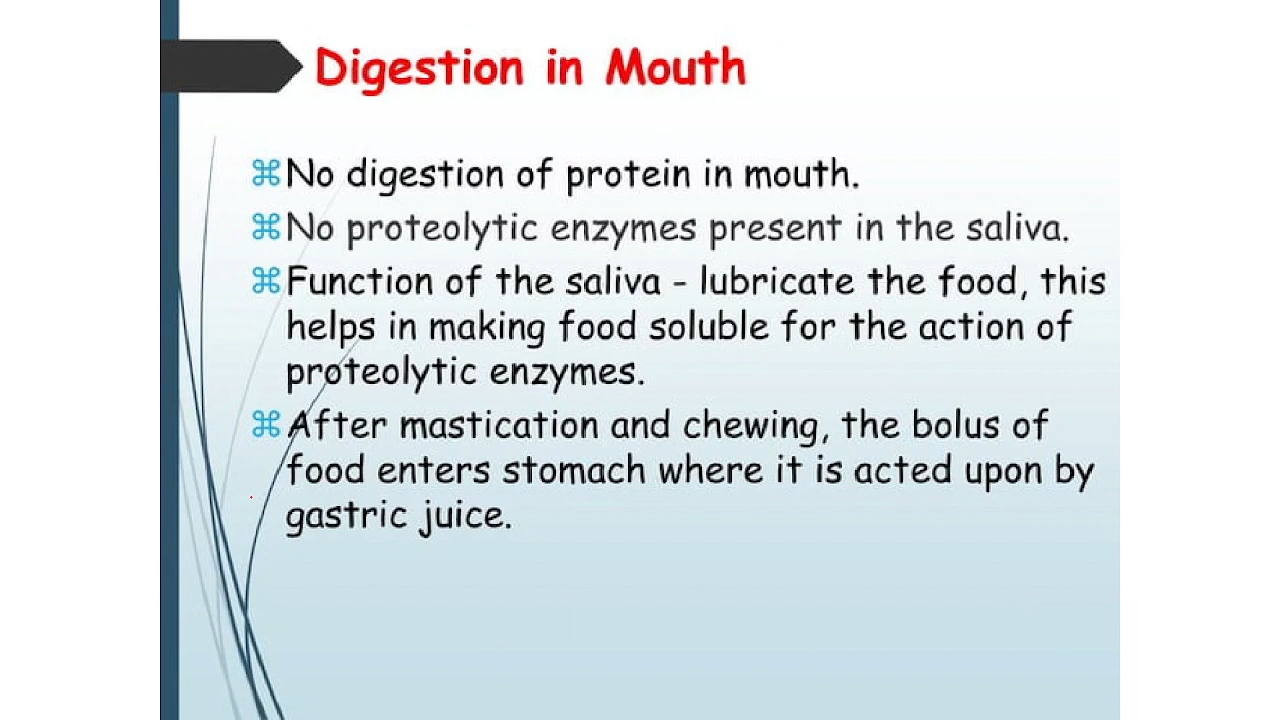 Digestion in Mouth
⌘No digestion of protein in mouth.
⌘No proteolytic enzymes present in the saliva.
⌘Function of the saliva - lubricate the food, this
helps in making food soluble for the action of
proteolytic enzymes.
⌘After mastication and chewing, the bolus of
food enters stomach where it is acted upon by
gastric juice.